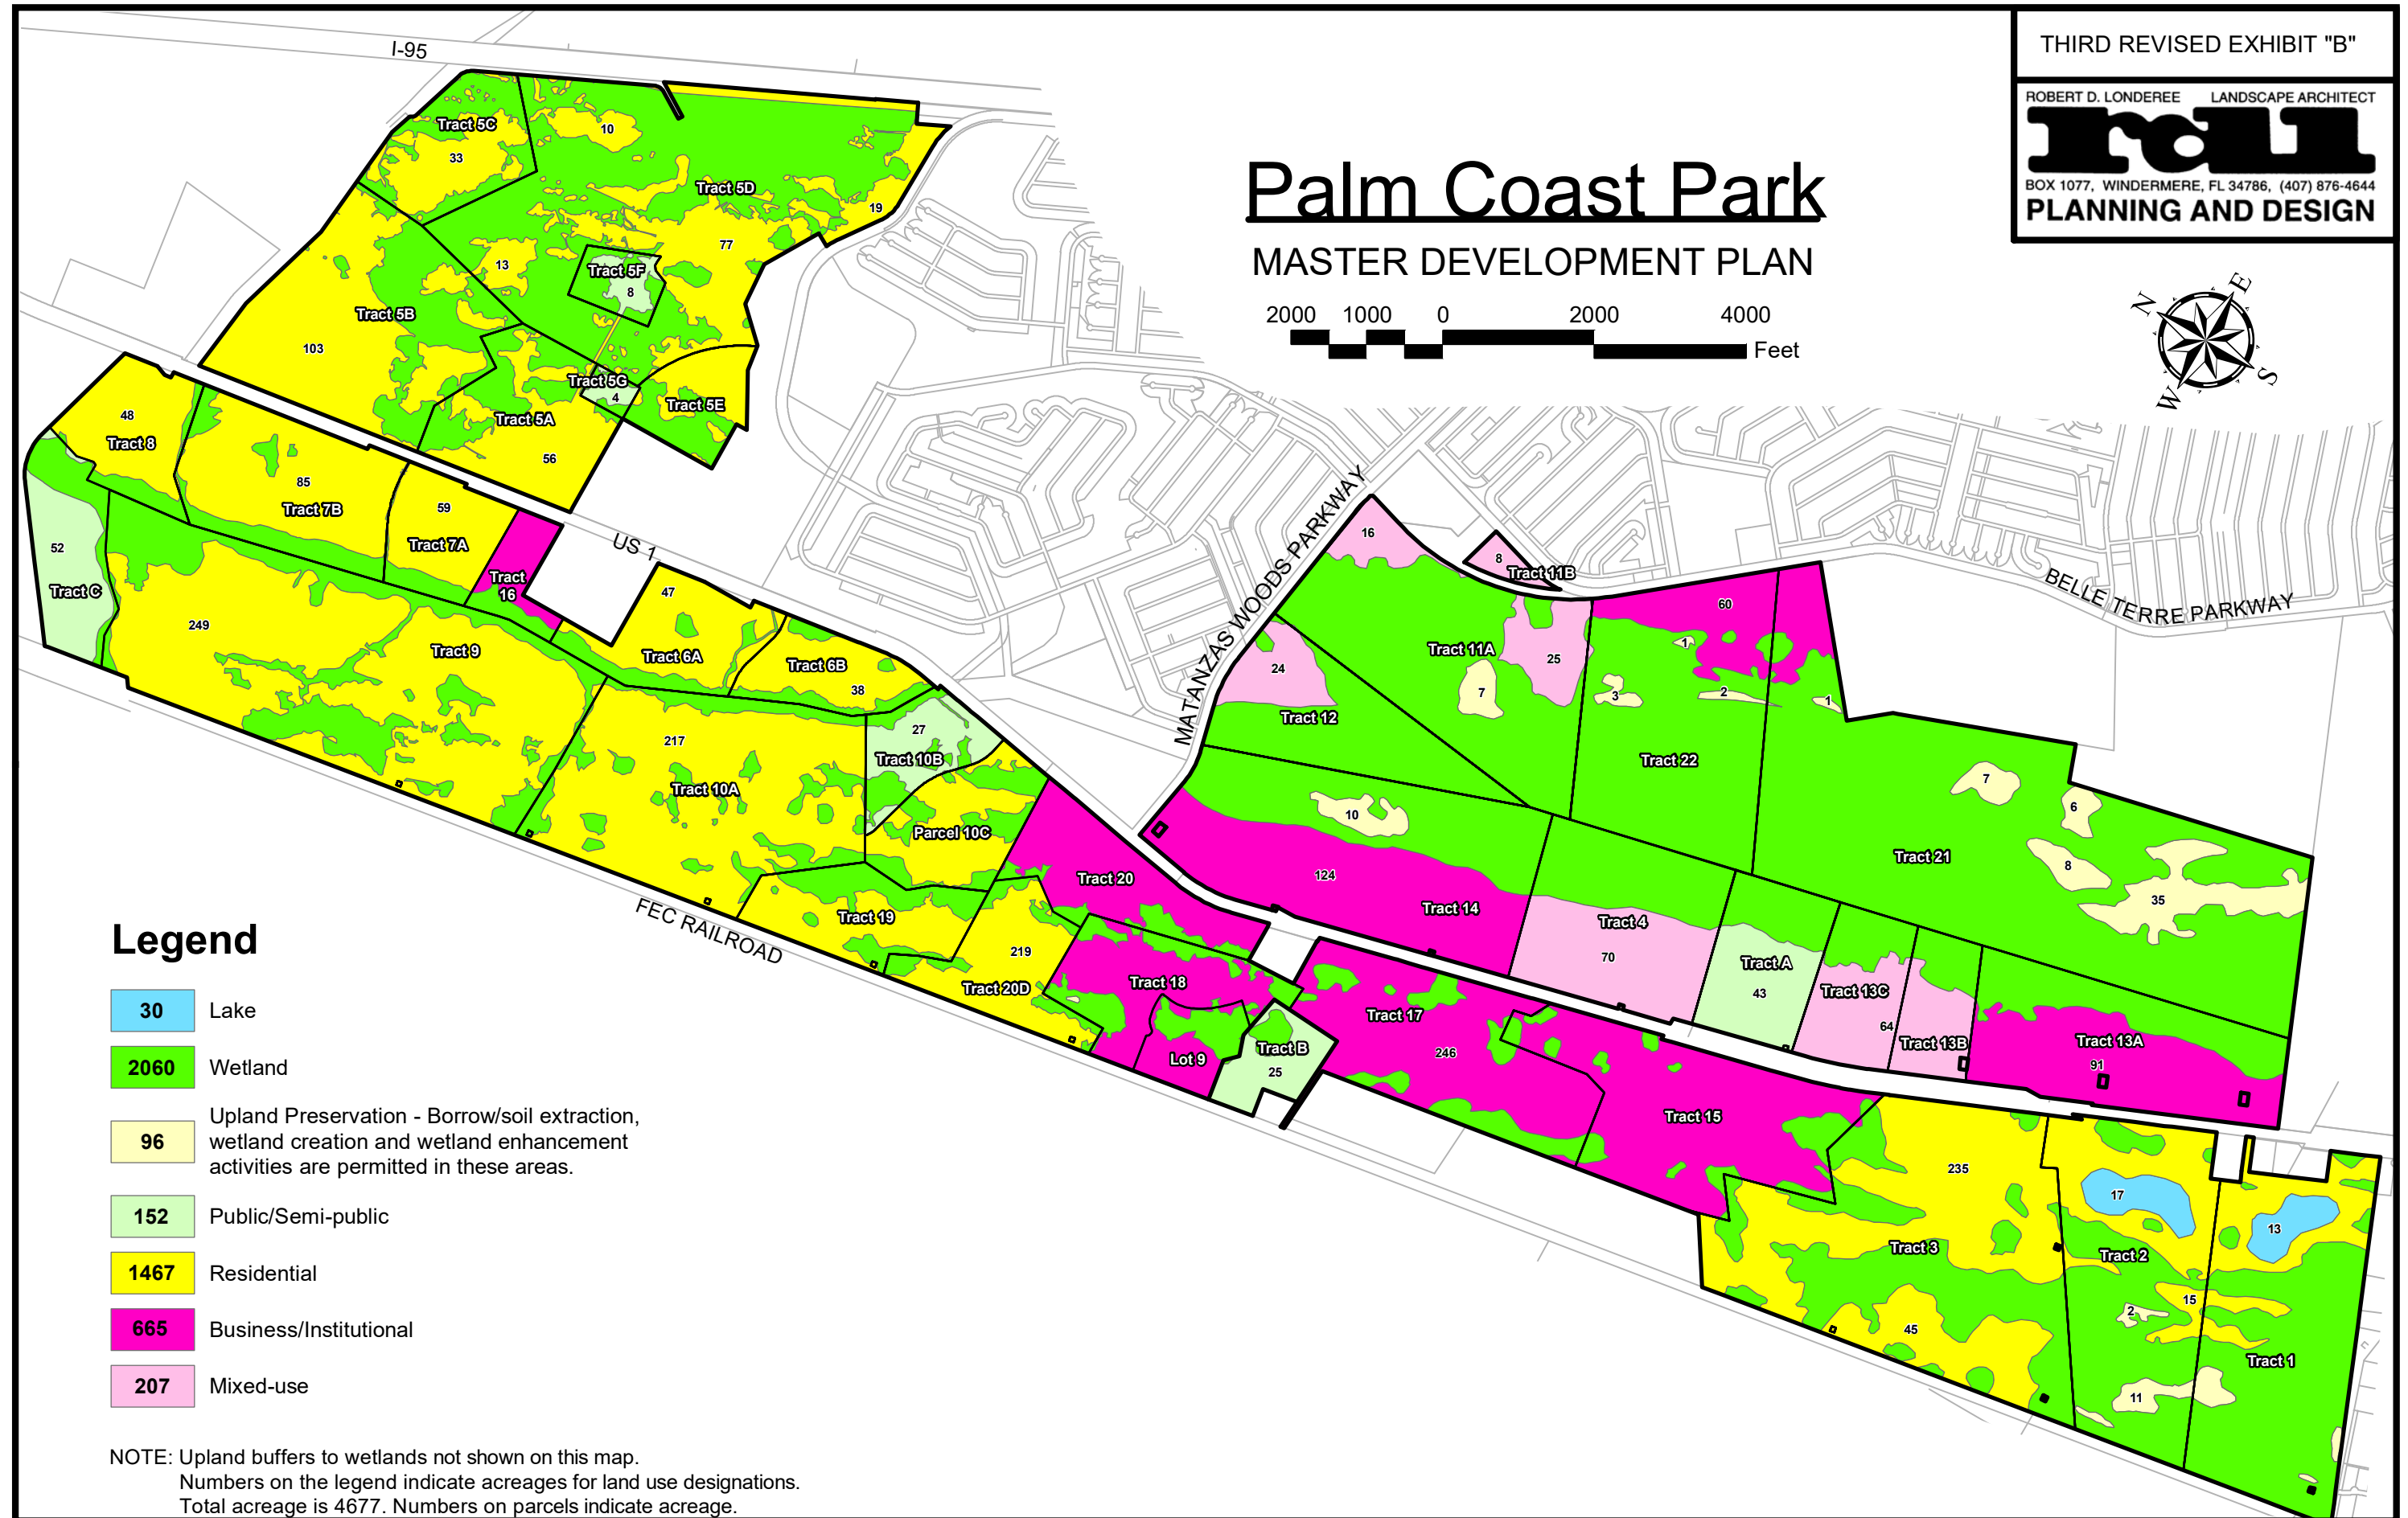 THIRD REVISED EXHIBIT "B"
ROBERT D. LONDEREE LANDSCAPE ARCHITECT
rdl
BOX 1077, WINDERMERE, FL 34786, (407) 876-4644
PLANNING AND DESIGN
Palm Coast Park
MASTER DEVELOPMENT PLAN
2000 1000 0 2000 4000
Feet
N
E
S
W
I-95
Tract 5C
33
10
Tract 5D
19
77
13
Tract 5F
8
Tract 5B
103
Tract 5G
4
Tract 5E
Tract 5A
56
48
Tract 8
85
Tract 7B
59
Tract 7A
US 1
Tract
16
52
Tract C
249
Tract 9
47
Tract 6A
Tract 6B
38
217
Tract 10A
27
Tract 10B
Parcel 10C
Tract 19
219
Tract 20D
FEC RAILROAD
Tract 20
Tract 18
Lot 9
Tract B
25
MATANZAS WOODS PARKWAY
BELLE TERRE PARKWAY
16
8
Tract 11B
24
Tract 12
Tract 11A
7
25
60
1
3
2
1
Tract 22
10
124
Tract 14
Tract 4
70
Tract A
43
Tract 21
7
6
8
35
Tract 13C
64
Tract 13B
Tract 13A
91
Tract 17
246
Tract 15
235
Tract 3
45
17
Tract 2
13
15
2
11
Tract 1
Legend
30 Lake
2060 Wetland
96 Upland Preservation - Borrow/soil extraction,
wetland creation and wetland enhancement
activities are permitted in these areas.
152 Public/Semi-public
1467 Residential
665 Business/Institutional
207 Mixed-use
NOTE: Upland buffers to wetlands not shown on this map.
Numbers on the legend indicate acreages for land use designations.
Total acreage is 4677. Numbers on parcels indicate acreage.